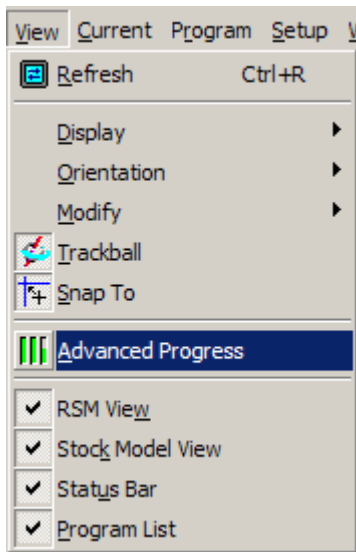 View Current Program Setup
Refresh Ctrl+R
Display
Orientation
Modify
Trackball
Snap To
Advanced Progress
RSM View
Stock Model View
Status Bar
Program List